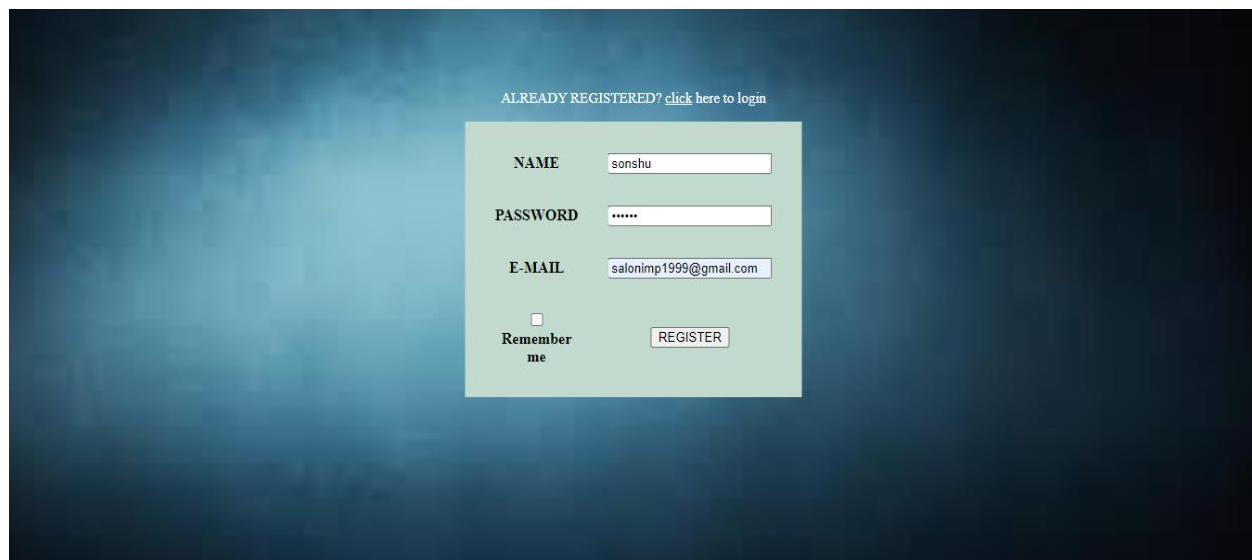 ALREADY REGISTERED? click here to login
NAME sonshu
PASSWORD ••••••
E-MAIL salonimp1999@gmail.com
Remember
me
REGISTER